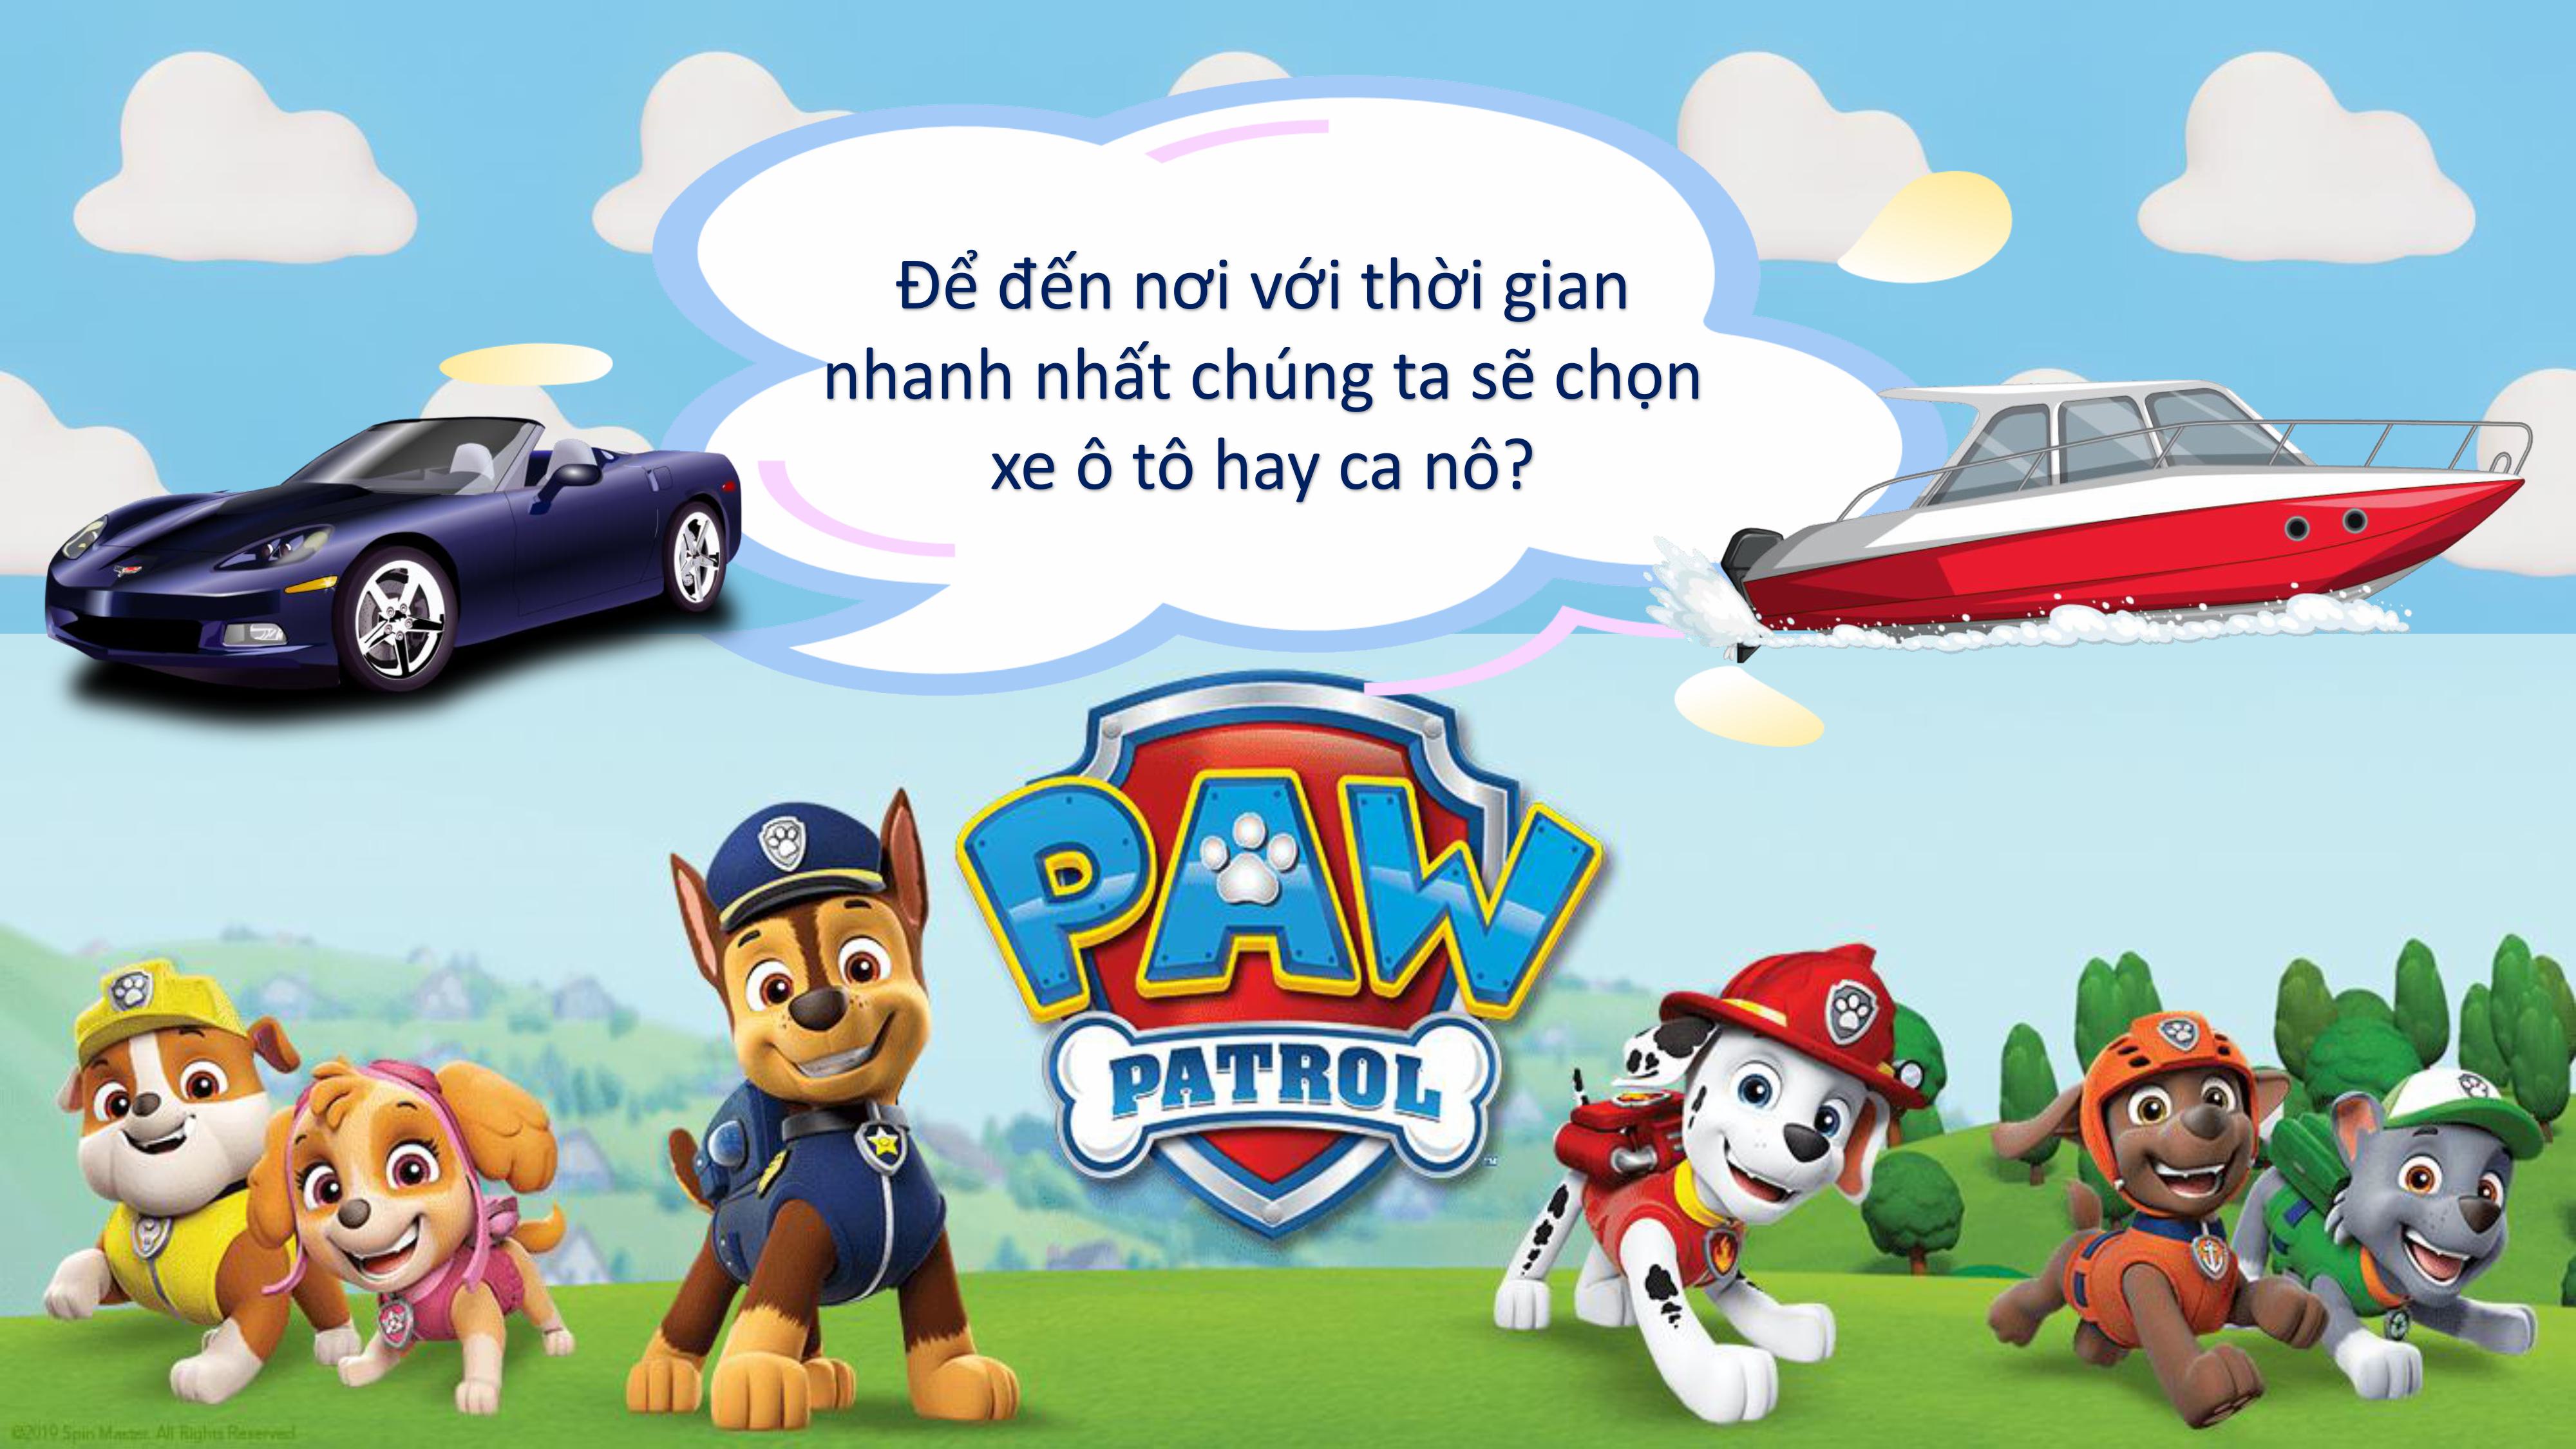 Để đến nơi với thời gian
nhanh nhất chúng ta sẽ chọn
xe ô tô hay ca nô?
PAW
PATROL
TM
©2019 Spin Master. All Rights Reserved.